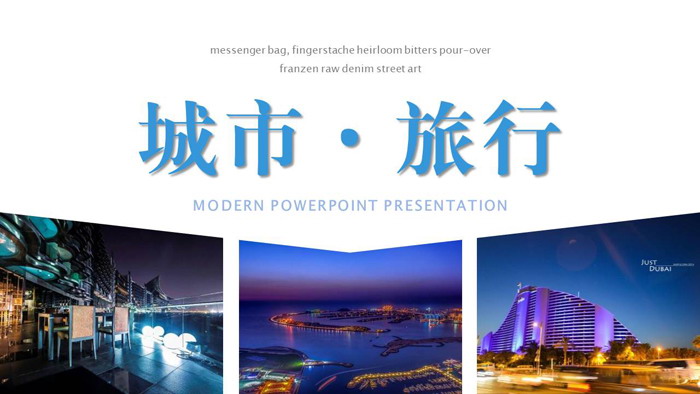 messenger bag, fingerstache heirloom bitters pour-over
franzen raw denim street art
城市·旅行
MODERN POWERPOINT PRESENTATION
JUST
DUBAI